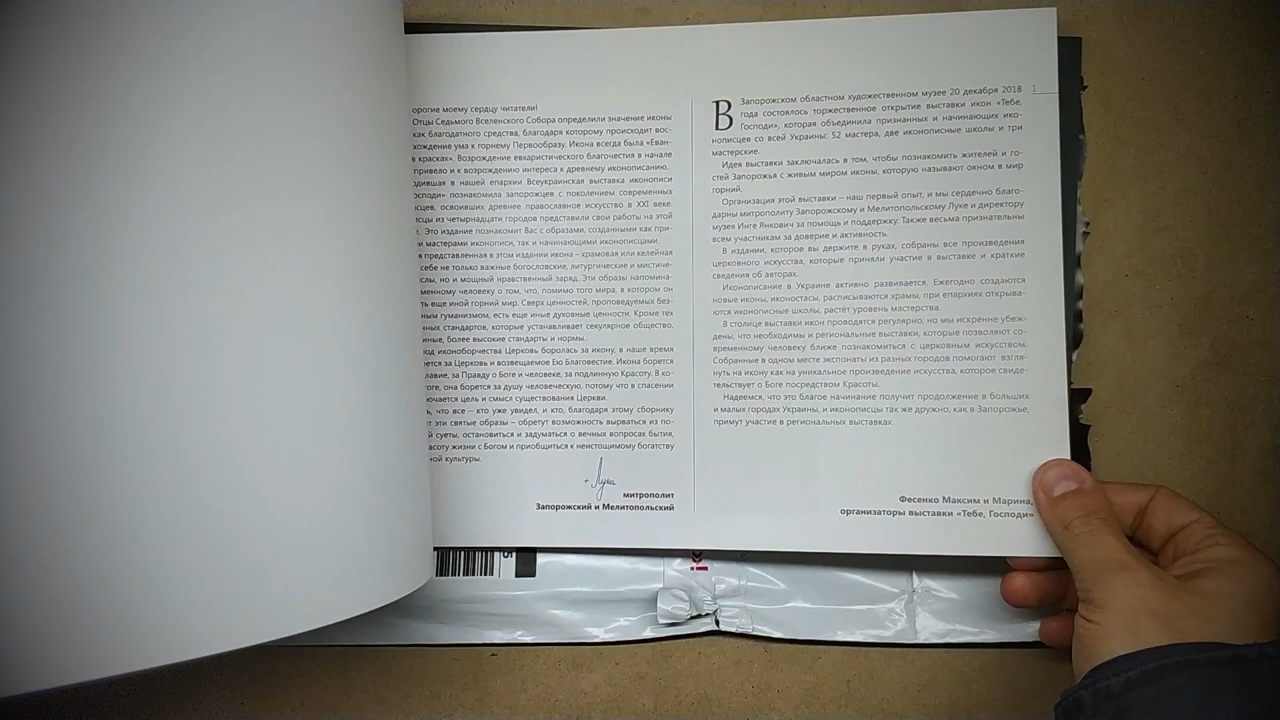 орогие моему сердцу читатели!
Отцы Седьмого Вселенского Собора определили значение иконы
как благодатного средства, благодаря которому происходит вос-
хождение ума к горнему Первообразу. Икона всегда была «Еван-
в красках». Возрождение евхаристического благочестия в начале
привело и к возрождению интереса к древнему иконописанию.
одившая в нашей епархии Всеукраинская выставка иконописи
осподи» познакомила запорожцев с поколением современных
исцев, освоивших древнее православное искусство в XXI веке.
исцы из четырнадцати городов представили свои работы на этой
Это издание познакомит Вас с образами, созданными как при-
и мастерами иконописи, так и начинающими иконописцами.
я представленная в этом издании икона – храмовая или келейная
себе не только важные богословские, литургические и мистиче-
слы, но и мощный нравственный заряд. Эти образы напомина-
менному человеку о том, что, помимо того мира, в котором он
ть еще иной горний мир. Сверх ценностей, проповедуемых без-
ным гуманизмом, есть еще иные духовные ценности. Кроме тех
нных стандартов, которые устанавливает секулярное общество,
иные, более высокие стандарты и нормы.
иод иконоборчества Церковь боролась за икону, в наше время
рется за Церковь и возвещаемое Ею Благовестие. Икона борется
лавие, за Правду о Боге и человеке, за подлинную Красоту. В ко-
тоге, она борется за душу человеческую, потому что в спасении
ючается цель и смысл существования Церкви.
ь, что все – кто уже увидел, и кто, благодаря этому сборнику
т эти святые образы – обретут возможность вырваться из по-
й суеты, остановиться и задуматься о вечных вопросах бытия,
асоту жизни с Богом и приобщиться к неистощимому богатству
ной культуры.
+ Лука
митрополит
Запорожский и Мелитопольский
1
В Запорожском областном художественном музее 20 декабря 2018
года состоялось торжественное открытие выставки икон «Тебе,
Господи», которая объединила признанных и начинающих ико-
нописцев со всей Украины: 52 мастера, две иконописные школы и три
мастерские.
Идея выставки заключалась в том, чтобы познакомить жителей и го-
стей Запорожья с живым миром иконы, которую называют окном в мир
горний.
Организация этой выставки – наш первый опыт, и мы сердечно благо-
дарны митрополиту Запорожскому и Мелитопольскому Луке и директору
музея Инге Янкович за помощь и поддержку. Также весьма признательны
всем участникам за доверие и активность.
В издании, которое вы держите в руках, собраны все произведения
церковного искусства, которые приняли участие в выставке и краткие
сведения об авторах.
Иконописание в Украине активно развивается. Ежегодно создаются
новые иконы, иконостасы, расписываются храмы, при епархиях открыва-
ются иконописные школы, растёт уровень мастерства.
В столице выставки икон проводятся регулярно, но мы искренне убеж-
дены, что необходимы и региональные выставки, которые позволяют со-
временному человеку ближе познакомиться с церковным искусством.
Собранные в одном месте экспонаты из разных городов помогают взгля-
нуть на икону как на уникальное произведение искусства, которое свиде-
тельствует о Боге посредством Красоты.
Надеемся, что это благое начинание получит продолжение в больших
и малых городах Украины, и иконописцы так же дружно, как в Запорожье,
примут участие в региональных выставках.
Фесенко Максим и Марина,
организаторы выставки «Тебе, Господи»